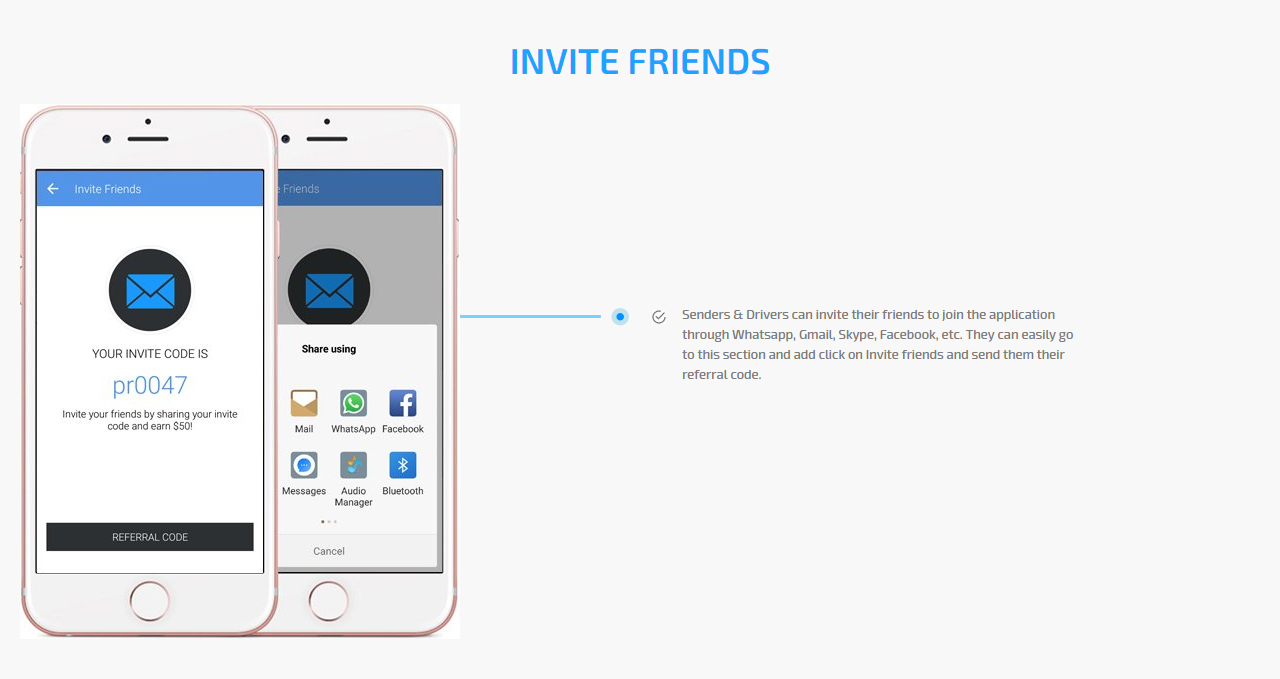 INVITE FRIENDS
Invite Friends
YOUR INVITE CODE IS
pr0047
Invite your friends by sharing your invite
code and earn $50!
REFERRAL CODE
e Friends
Share using
Mail WhatsApp Facebook
Messages Audio Manager Bluetooth
Cancel
Senders & Drivers can invite their friends to join the application
through Whatsapp, Gmail, Skype, Facebook, etc. They can easily go
to this section and add click on Invite friends and send them their
referral code.